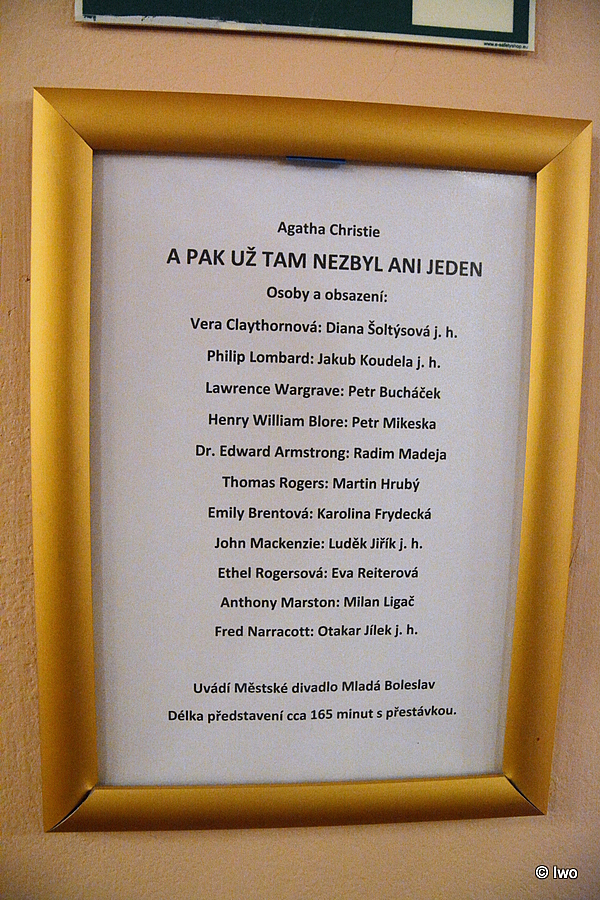 www.e-safetyshop.eu
Agatha Christie
A PAK UŽ TAM NEZBYL ANI JEDEN
Osoby a obsazení:
Vera Claythornová: Diana Šoltýsová j. h.
Philip Lombard: Jakub Koudela j. h.
Lawrence Wargrave: Petr Bucháček
Henry William Blore: Petr Mikeska
Dr. Edward Armstrong: Radim Madeja
Thomas Rogers: Martin Hrubý
Emily Brentová: Karolina Frydecká
John Mackenzie: Luděk Jiřík j. h.
Ethel Rogersová: Eva Reiterová
Anthony Marston: Milan Ligač
Fred Narracott: Otakar Jílek j. h.
Uvádí Městské divadlo Mladá Boleslav
Délka představení cca 165 minut s přestávkou.
© Iwo